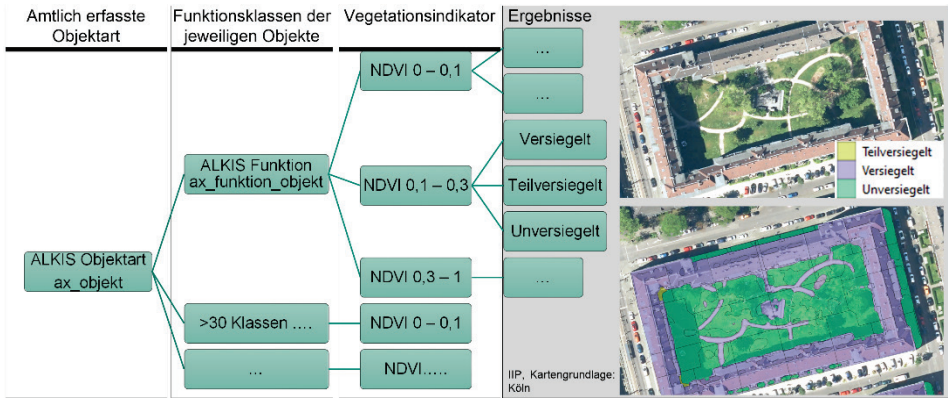 Amtlich erfasste
Objektart
Funktionsklassen der
jeweiligen Objekte
Vegetationsindikator
Ergebnisse
ALKIS Objektart
ax_objekt
ALKIS Funktion
ax_funktion_objekt
>30 Klassen ….
...
NDVI 0 – 0,1
NDVI 0,1 – 0,3
NDVI 0,3 – 1
NDVI 0 – 0,1
NDVI…..
...
...
Versiegelt
Teilversiegelt
Unversiegelt
...
Teilversiegelt
Versiegelt
Unversiegelt
IIP, Kartengrundlage:
Köln